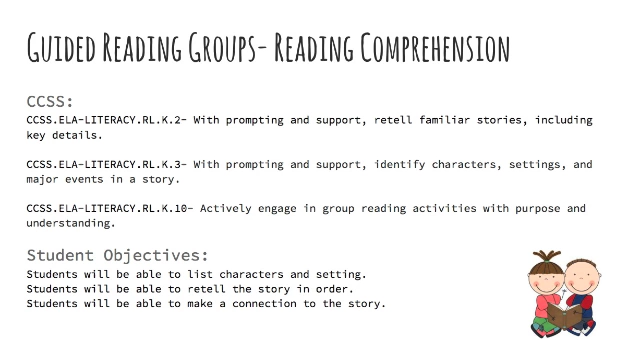 Guided Reading Groups- Reading Comprehension
CCSS:
CCSS.ELA-LITERACY.RL.K.2- With prompting and support, retell familiar stories, including
key details.
CCSS.ELA-LITERACY.RL.K.3- With prompting and support, identify characters, settings, and
major events in a story.
CCSS.ELA-LITERACY.RL.K.10- Actively engage in group reading activities with purpose and
understanding.
Student Objectives:
Students will be able to list characters and setting.
Students will be able to retell the story in order.
Students will be able to make a connection to the story.